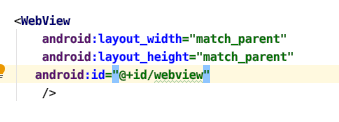 <WebView
android:layout_width="match_parent"
android:layout_height="match_parent"
android:id="@+id/webview"
/>